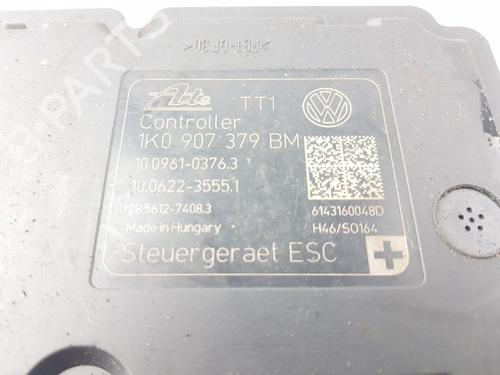 >PBT-GF30<
Ate TT1
Controller
1K0 907 379 BM
10.0961-0376.3
10.0622-3555.1
*28.5612-7408.3
6143160048D
Made in Hungary
H46/S0164
Steuergeraet ESC